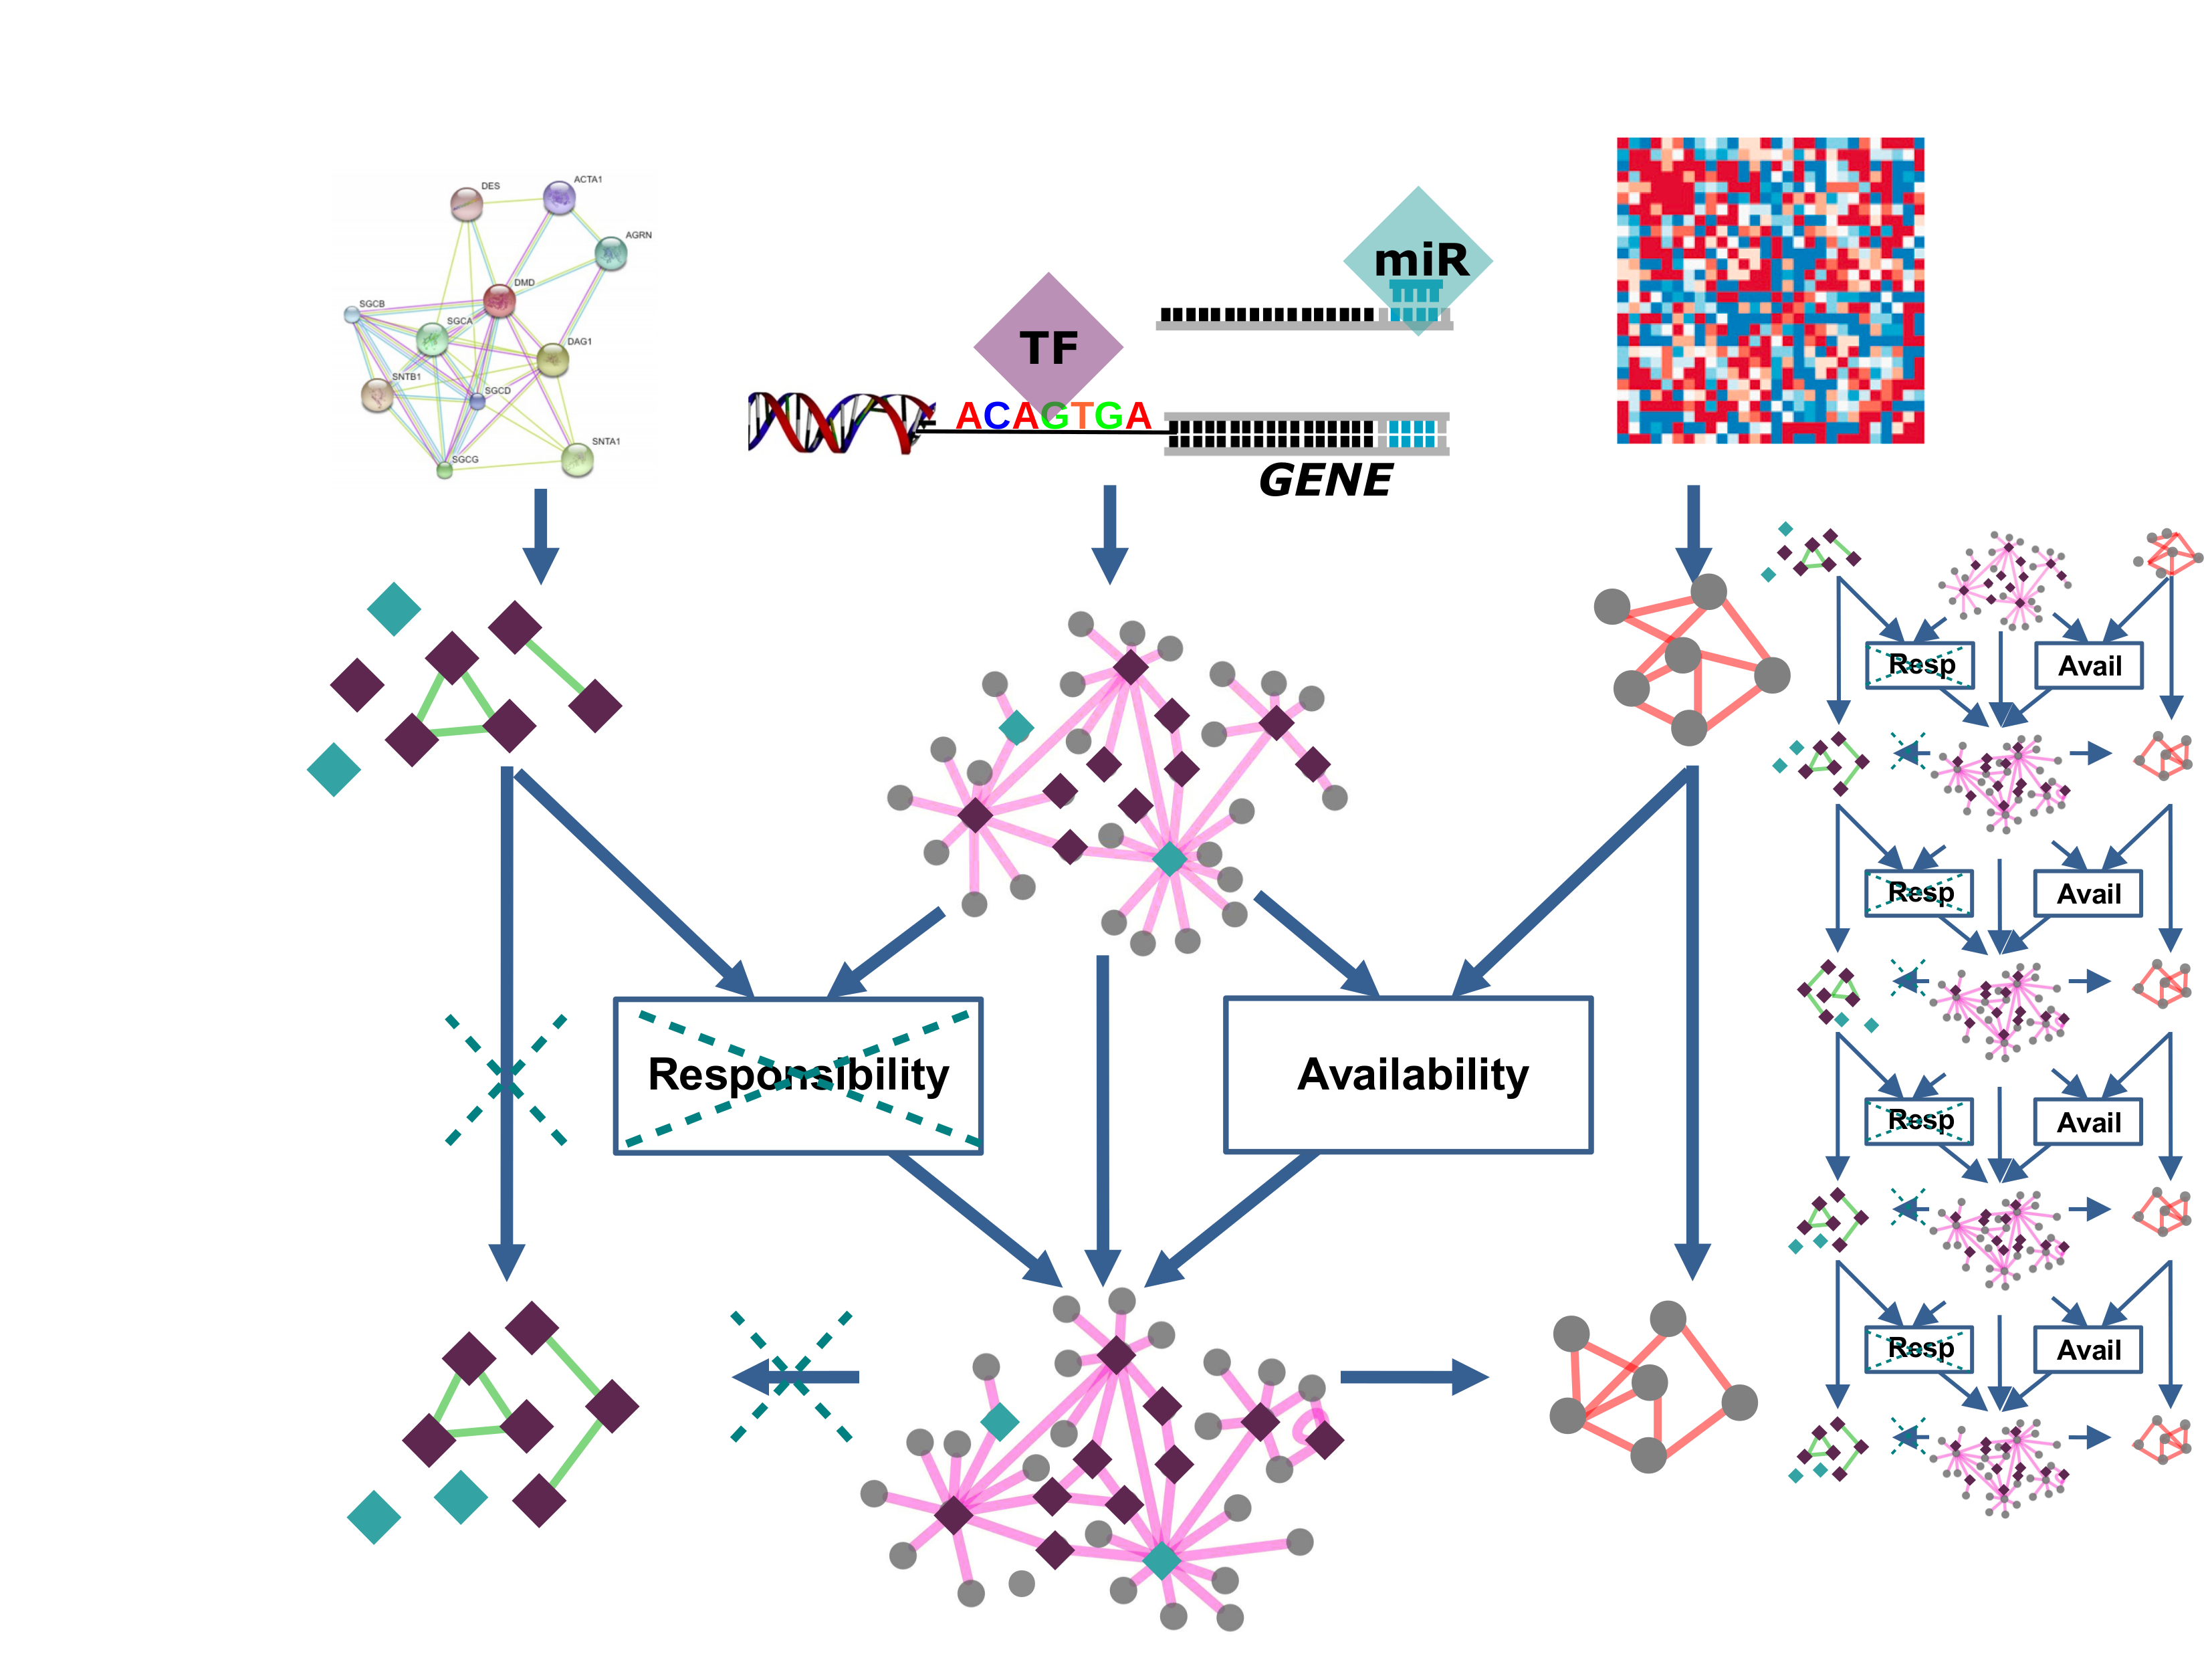 DES
ACTA1
AGRN
DMD
SGCB
SGCA
DAG1
SNTB1
SGCD
SNTA1
SGCG
miR
TF
ACAGTGA
GENE
Responsibility
Availability
Resp
Avail
Resp
Avail
Resp
Avail
Resp
Avail